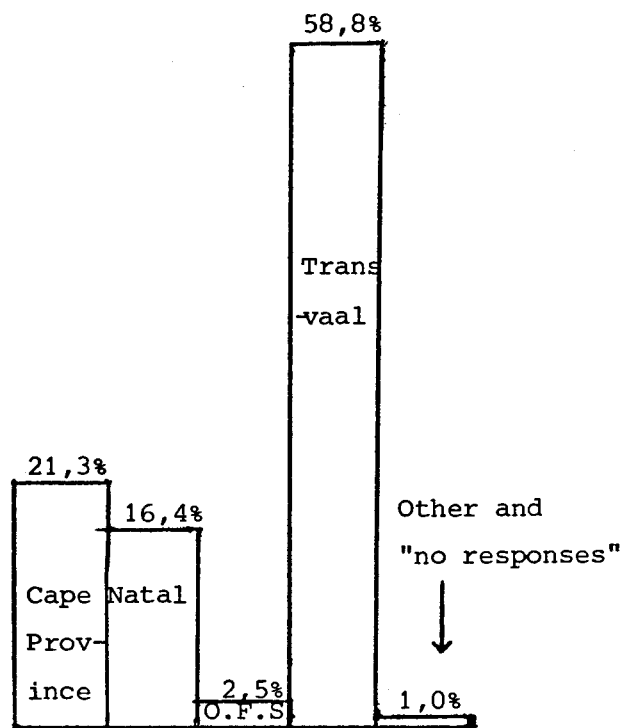 58,8%
Trans
-vaal
21,3%
16,4%
Other and
"no responses"
Cape Natal
Prov-
ince
2,5%
O.F.S
1,0%